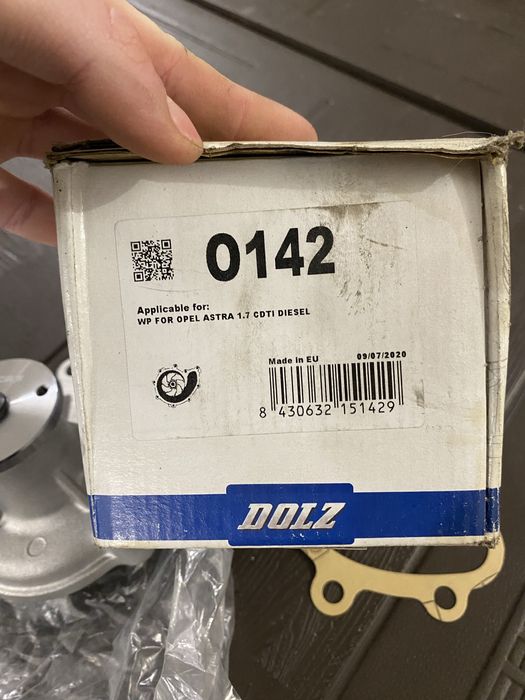 O142
Applicable for:
WP FOR OPEL ASTRA 1.7 CDTI DIESEL
Made in EU 09/07/2020
8 430632 151429
DOLZ